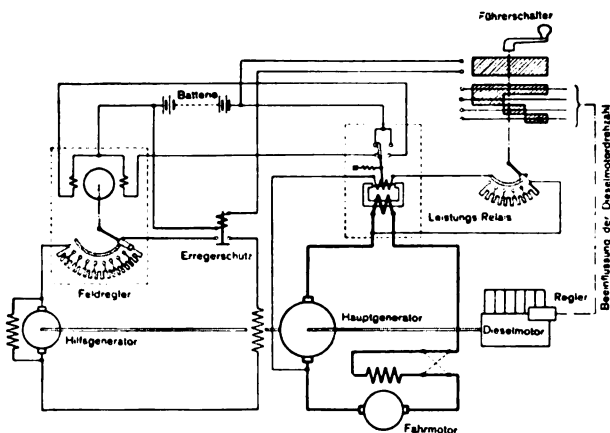 Führerschalter
Batterie
Leistungs Relais
Erregerschutz
Feldregler
Beeinflussung der Dieselmotordrehzahl
Regler
Hauptgenerator
Hilfsgenerator
Dieselmotor
Fahrmotor